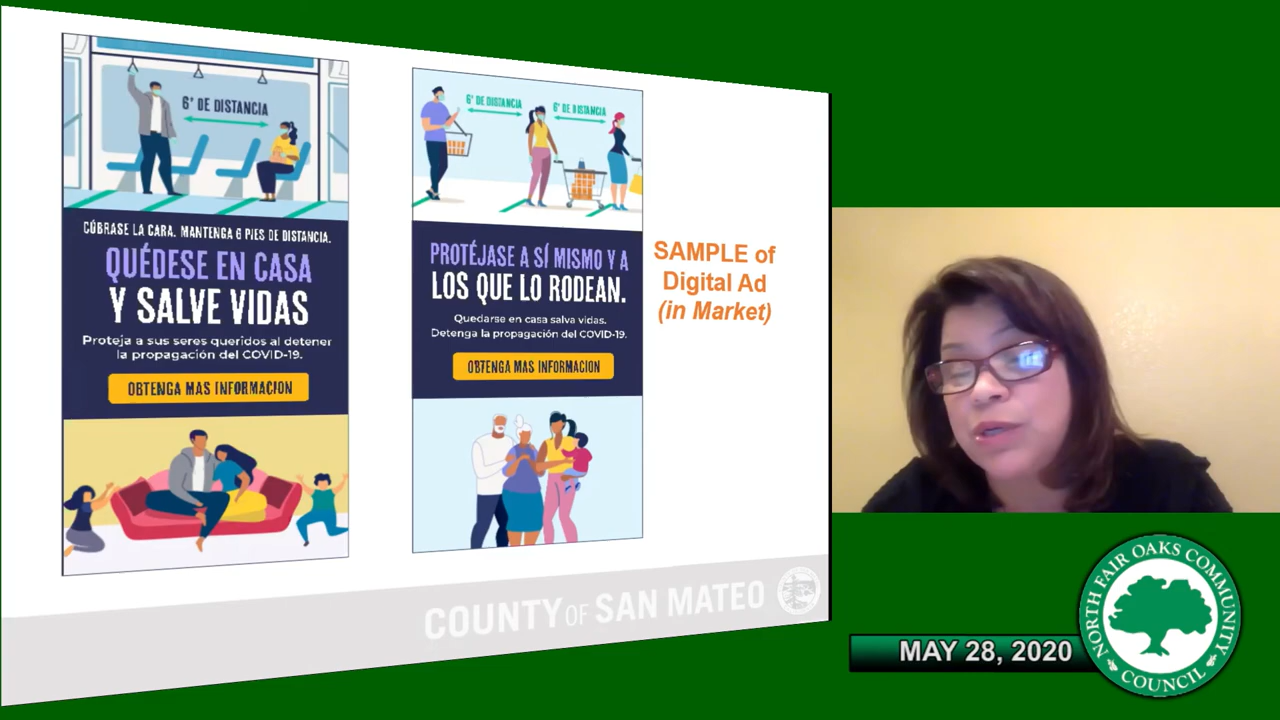 6' DE DISTANCIA
CÚBRASE LA CARA. MANTENGA 6 PIES DE DISTANCIA.
QUÉDESE EN CASA
Y SALVE VIDAS
Proteja a sus seres queridos al detener
la propagación del COVID-19.
OBTENGA MAS INFORMACION
6' DE DISTANCIA
6' DE DISTANCIA
PROTÉJASE A SÍ MISMO Y A
LOS QUE LO RODEAN.
Quedarse en casa salva vidas.
Detenga la propagación del COVID-19.
OBTENGA MAS INFORMACION
SAMPLE of
Digital Ad
(in Market)
COUNTY OF SAN MATEO
MAY 28, 2020
NORTH FAIR OAKS COMMUNITY
COUNCIL